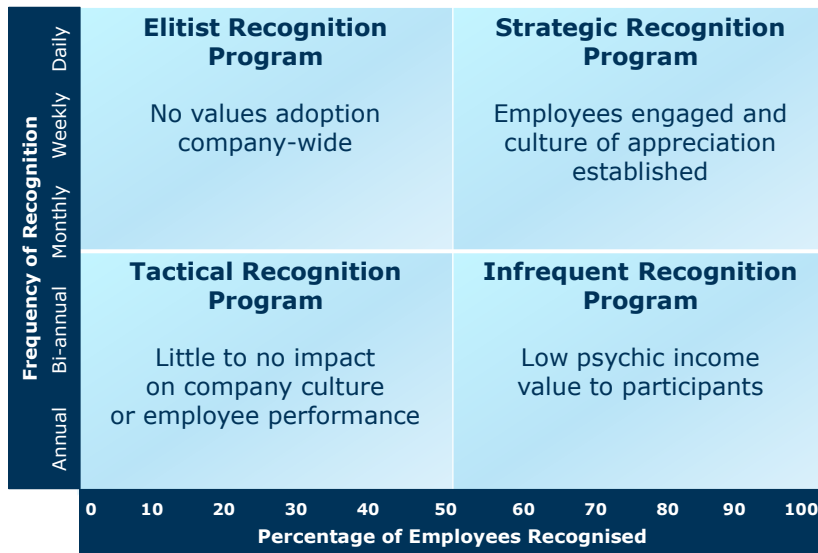 Elitist Recognition
Program
No values adoption
company-wide
Strategic Recognition
Program
Employees engaged and
culture of appreciation
established
Tactical Recognition
Program
Little to no impact
on company culture
or employee performance
Infrequent Recognition
Program
Low psychic income
value to participants
Frequency of Recognition
Daily
Weekly
Monthly
Bi-annual
Annual
0 10 20 30 40 50 60 70 80 90 100
Percentage of Employees Recognised